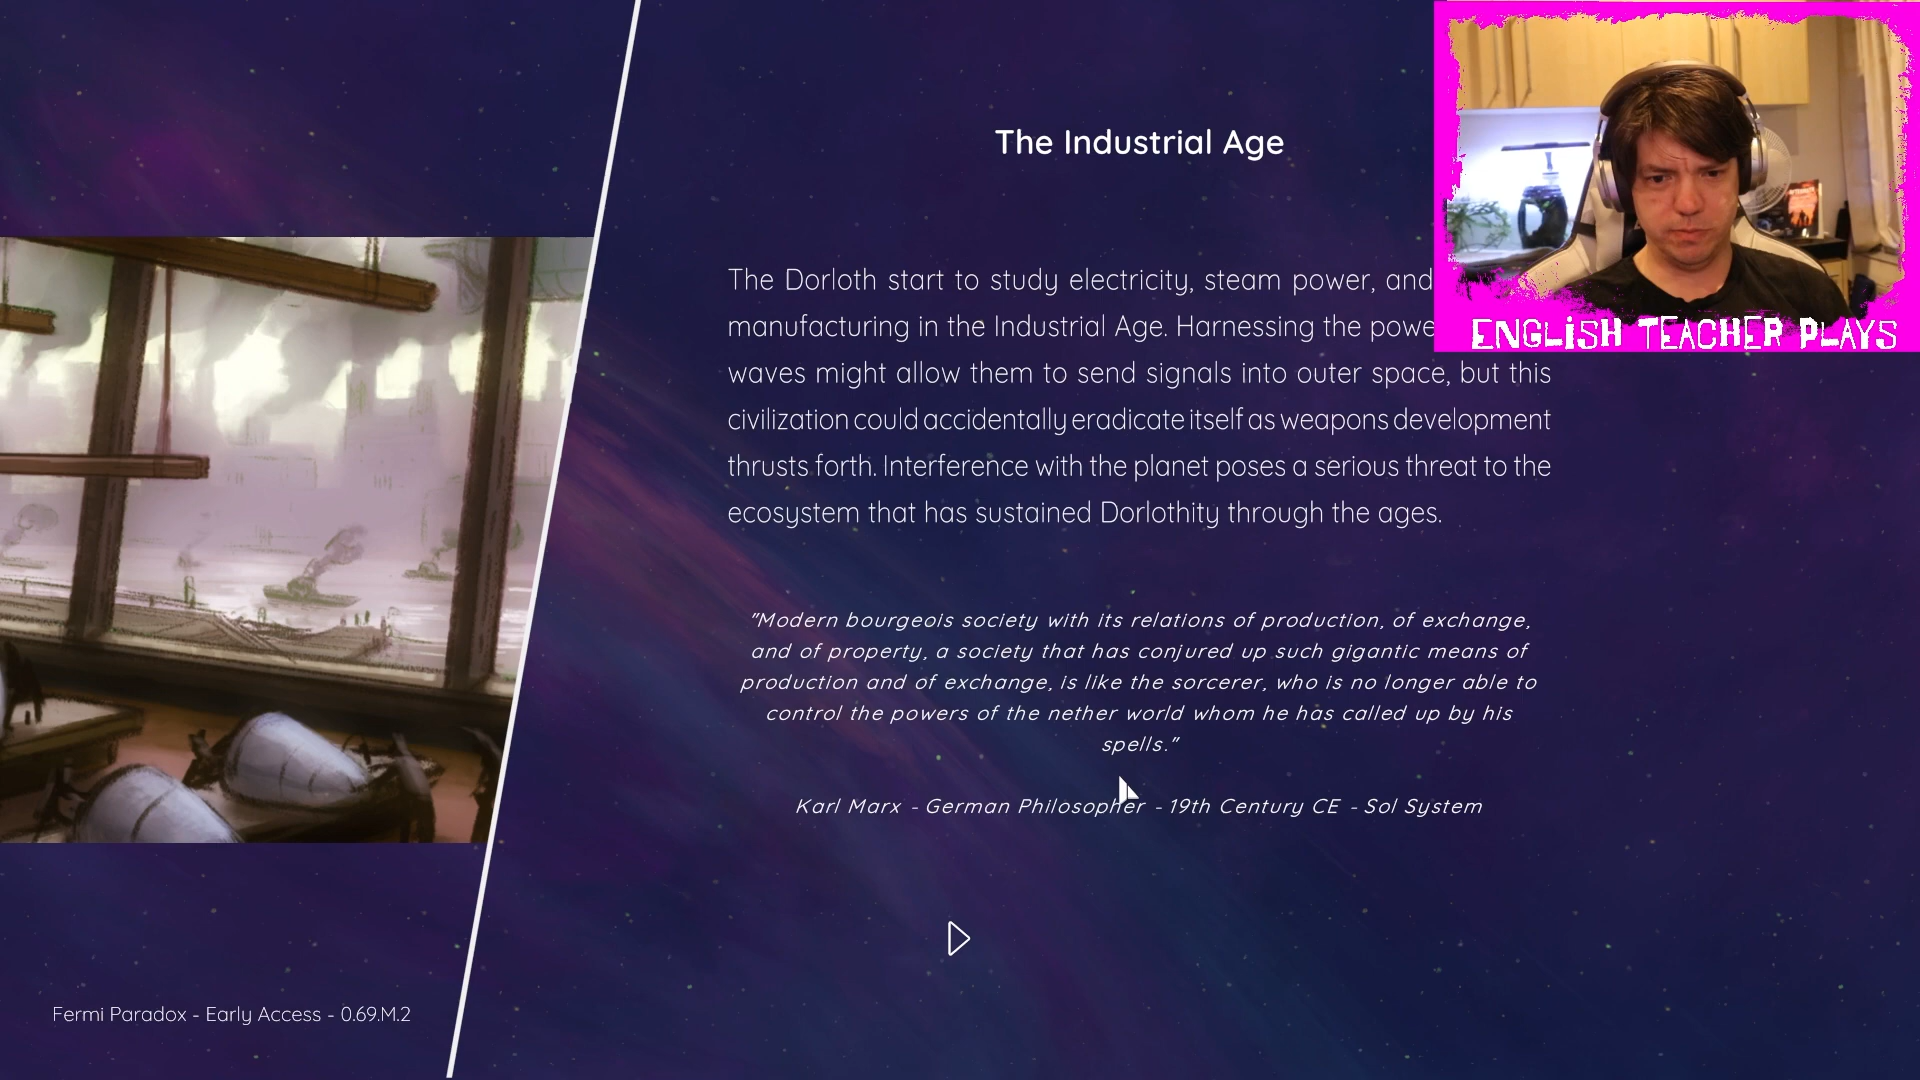 The Industrial Age
The Dorloth start to study electricity, steam power, and
manufacturing in the Industrial Age. Harnessing the
waves might allow them to send signals into outer space, but this
civilization could accidentally eradicate itself as weapons development
thrusts forth. Interference with the planet poses a serious threat to the
ecosystem that has sustained Dorlothity through the ages.
"Modern bourgeois society with its relations of production, of exchange,
and of property, a society that has conjured up such gigantic means of
production and of exchange, is like the sorcerer, who is no longer able to
control the powers of the nether world whom he has called up by his
spells."
Karl Marx - German Philosopher - 19th Century CE - Sol System
ENGLISH TEACHER PLAYS
Fermi Paradox - Early Access - 0.69.M.2